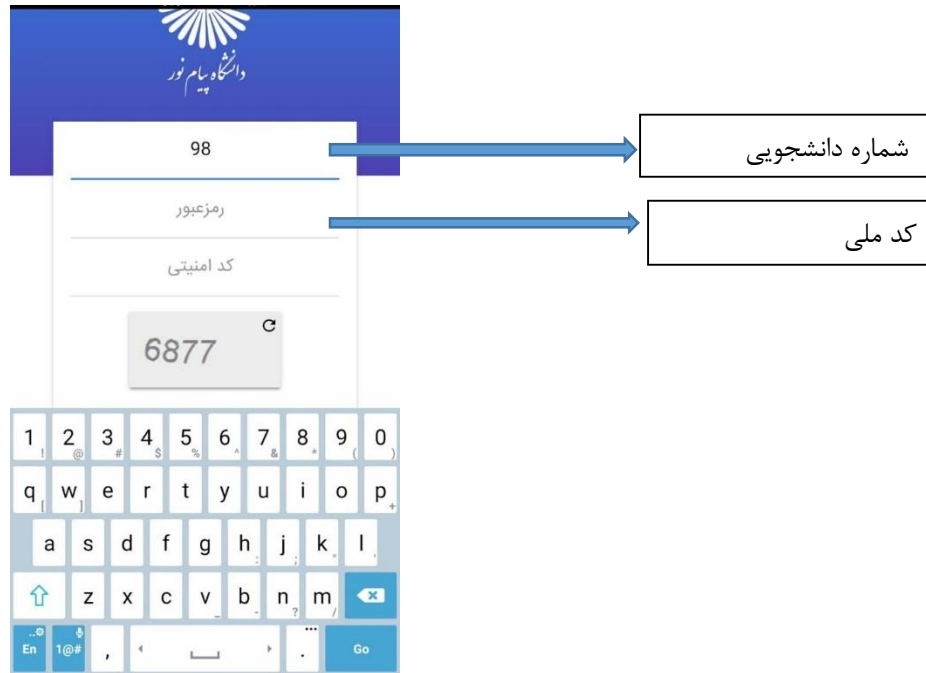 دانشگاه پیام نور
98
شماره دانشجویی
رمزعبور
کد ملی
کد امنیتی
6877
1 ! 2 @ 3 # 4 $ 5 % 6 ^ 7 & 8 * 9 ( 0 )
q [ w ] e r t y u i o p +
a s d f g h : j ; k " l '
z x c v _ b - n ? m /
En 1@# , . Go